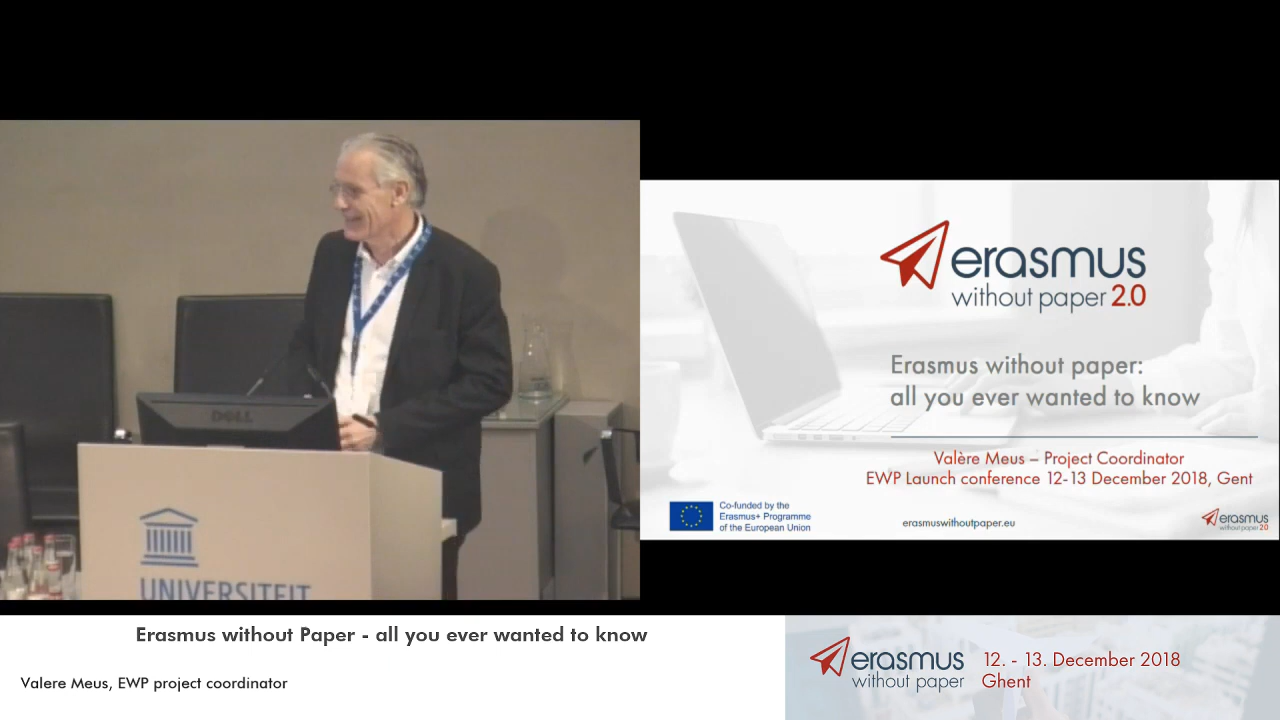 DELL
UNIVERSITEIT
erasmus
without paper 2.0
Erasmus without paper:
all you ever wanted to know
Valère Meus – Project Coordinator
EWP Launch conference 12-13 December 2018, Gent
Co-funded by the
Erasmus+ Programme
of the European Union
erasmuswithoutpaper.eu
erasmus
without paper 2.0
Erasmus without Paper - all you ever wanted to know
Valere Meus, EWP project coordinator
erasmus
without paper
12. - 13. December 2018
Ghent